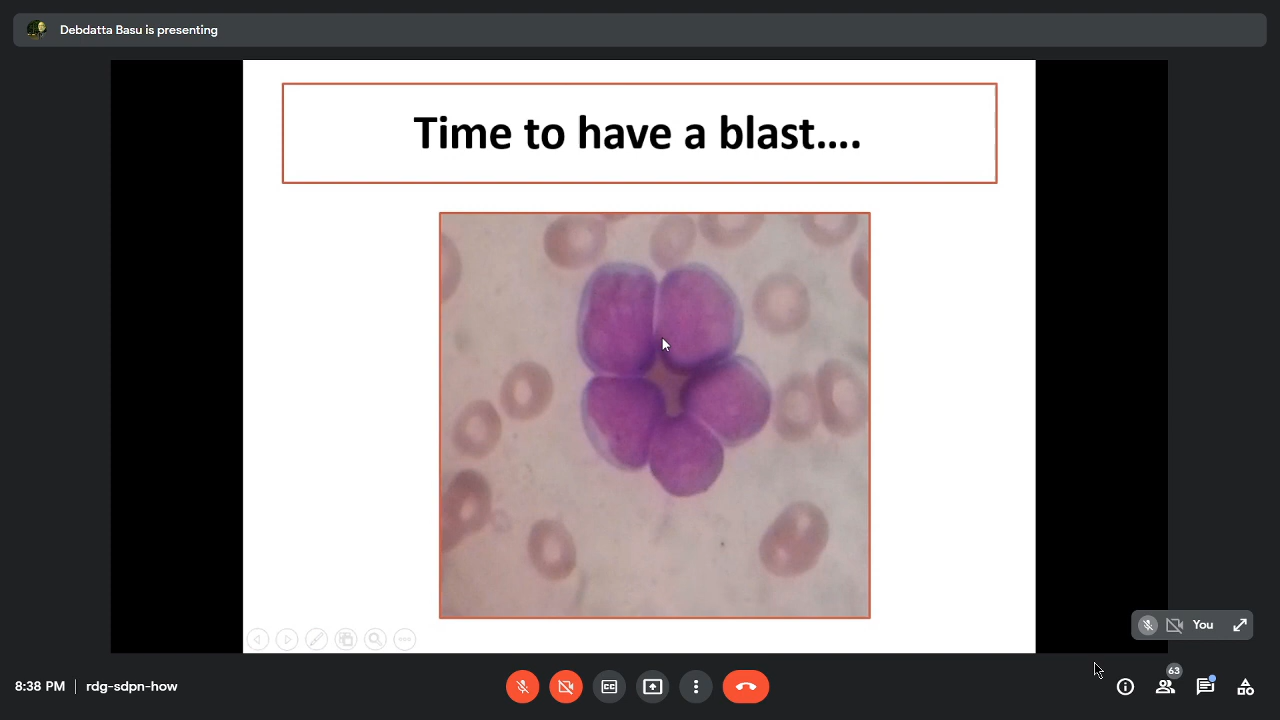 Debdatta Basu is presenting
Time to have a blast....
You
8:38 PM | rdg-sdpn-how
63